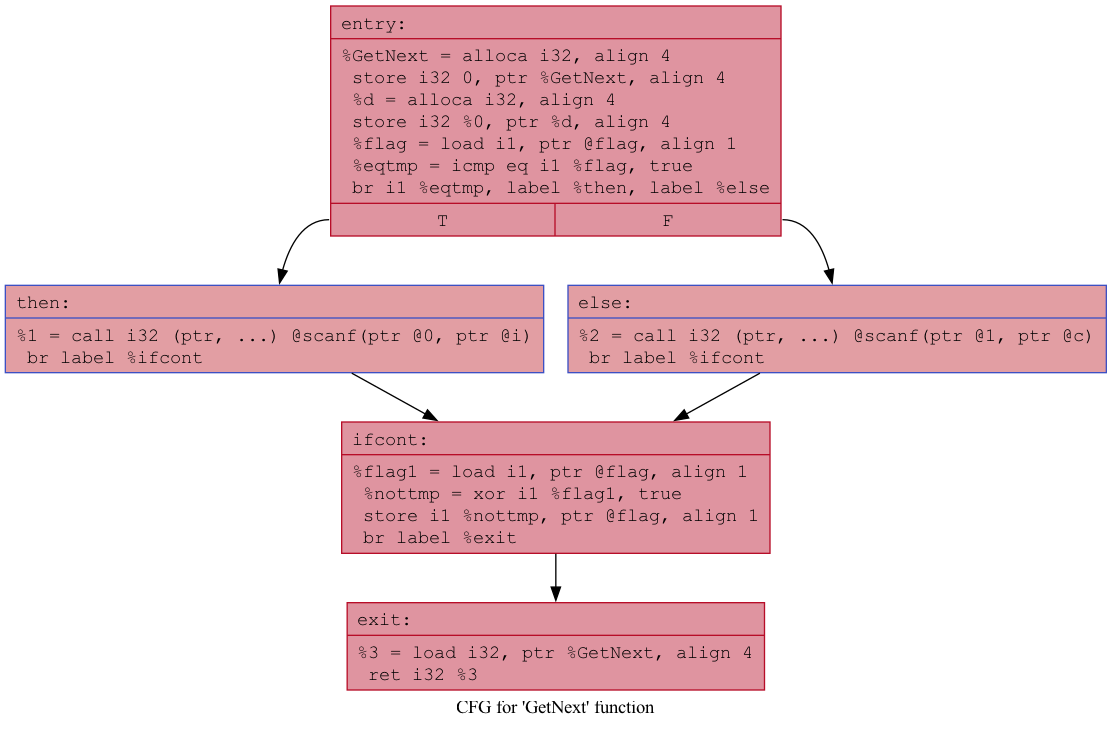 entry:
%GetNext = alloca i32, align 4
store i32 0, ptr %GetNext, align 4
%d = alloca i32, align 4
store i32 %0, ptr %d, align 4
%flag = load i1, ptr @flag, align 1
%eqtmp = icmp eq i1 %flag, true
br i1 %eqtmp, label %then, label %else
T F
then:
%1 = call i32 (ptr, ...) @scanf(ptr @0, ptr @i)
br label %ifcont
else:
%2 = call i32 (ptr, ...) @scanf(ptr @1, ptr @c)
br label %ifcont
ifcont:
%flag1 = load i1, ptr @flag, align 1
%nottmp = xor i1 %flag1, true
store i1 %nottmp, ptr @flag, align 1
br label %exit
exit:
%3 = load i32, ptr %GetNext, align 4
ret i32 %3
CFG for 'GetNext' function